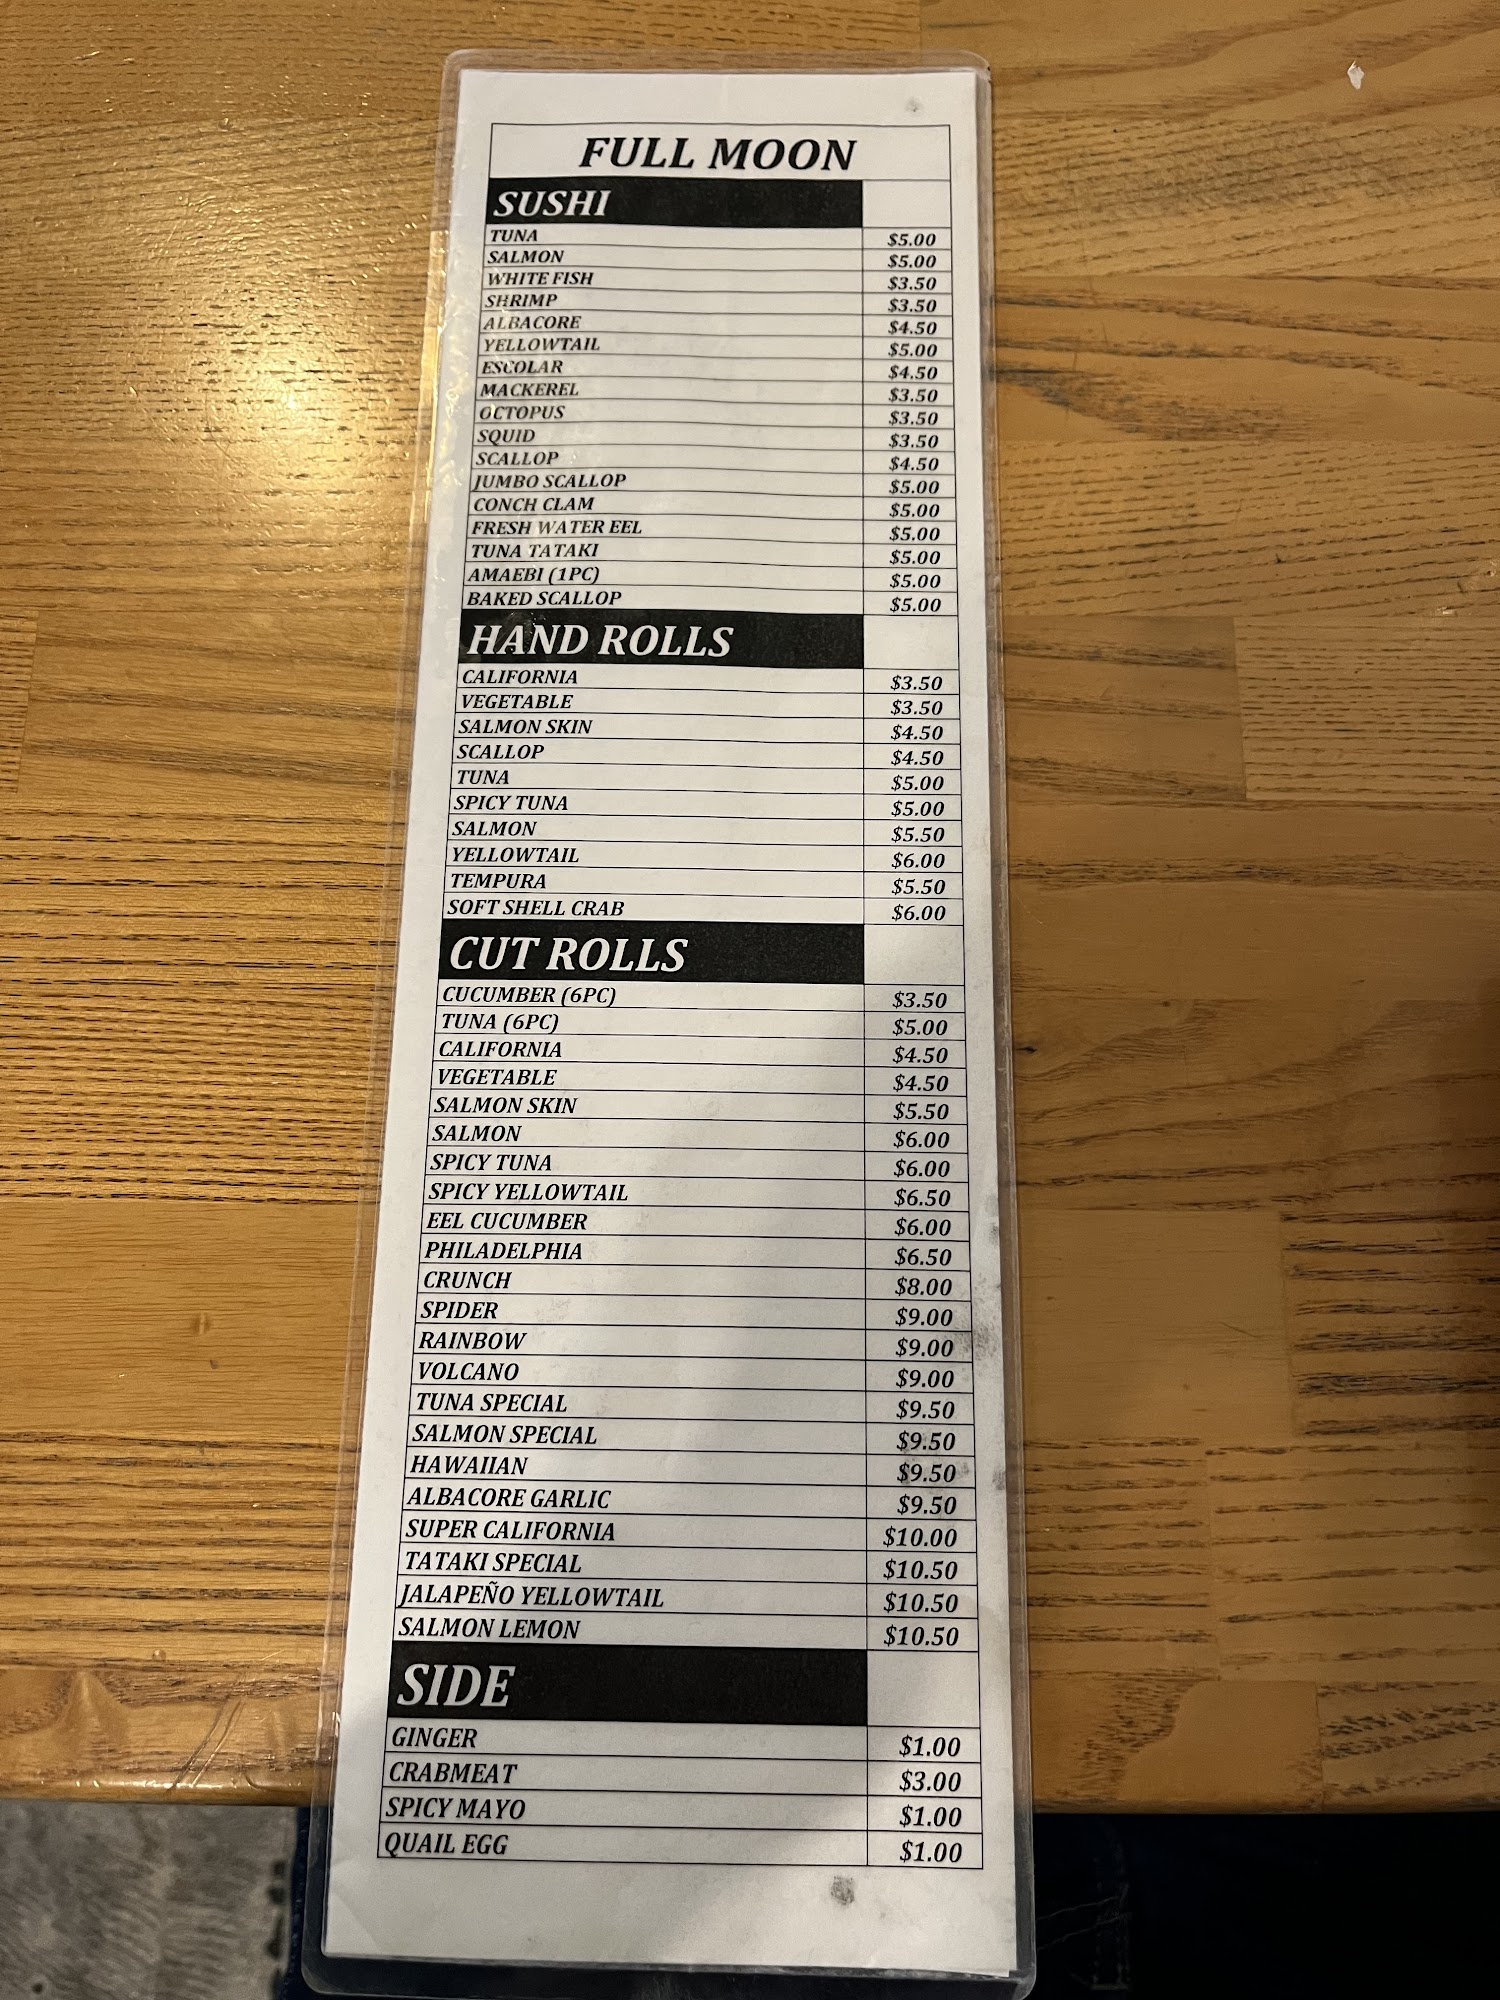 FULL MOON
SUSHI
TUNA $5.00
SALMON $5.00
WHITE FISH $3.50
SHRIMP $3.50
ALBACORE $4.50
YELLOWTAIL $5.00
ESCOLAR $4.50
MACKEREL $3.50
OCTOPUS $3.50
SQUID $3.50
SCALLOP $4.50
JUMBO SCALLOP $5.00
CONCH CLAM $5.00
FRESH WATER EEL $5.00
TUNA TATAKI $5.00
AMAEBI (1PC) $5.00
BAKED SCALLOP $5.00
HAND ROLLS
CALIFORNIA $3.50
VEGETABLE $3.50
SALMON SKIN $4.50
SCALLOP $4.50
TUNA $5.00
SPICY TUNA $5.00
SALMON $5.50
YELLOWTAIL $6.00
TEMPURA $5.50
SOFT SHELL CRAB $6.00
CUT ROLLS
CUCUMBER (6PC) $3.50
TUNA (6PC) $5.00
CALIFORNIA $4.50
VEGETABLE $4.50
SALMON SKIN $5.50
SALMON $6.00
SPICY TUNA $6.00
SPICY YELLOWTAIL $6.50
EEL CUCUMBER $6.00
PHILADELPHIA $6.50
CRUNCH $8.00
SPIDER $9.00
RAINBOW $9.00
VOLCANO $9.00
TUNA SPECIAL $9.50
SALMON SPECIAL $9.50
HAWAIIAN $9.50
ALBACORE GARLIC $9.50
SUPER CALIFORNIA $10.00
TATAKI SPECIAL $10.50
JALAPEÑO YELLOWTAIL $10.50
SALMON LEMON $10.50
SIDE
GINGER $1.00
CRABMEAT $3.00
SPICY MAYO $1.00
QUAIL EGG $1.00